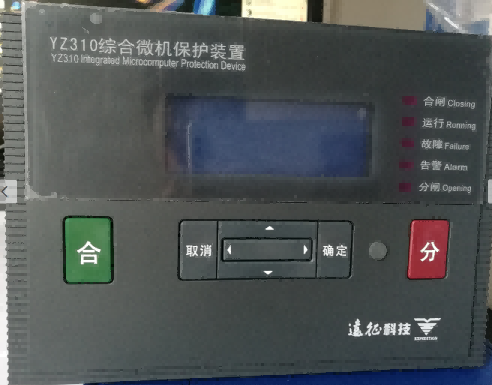 YZ310综合微机保护装置
YZ310 Integrated Microcomputer Protection Device
合闸 Closing
运行 Running
故障 Failure
告警 Alarm
分闸 Opening
合
取消
确定
分
远征科技